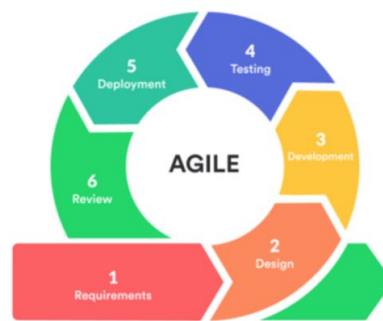 5
Deployment
4
Testing
3
Development
AGILE
6
Review
2
Design
1
Requirements